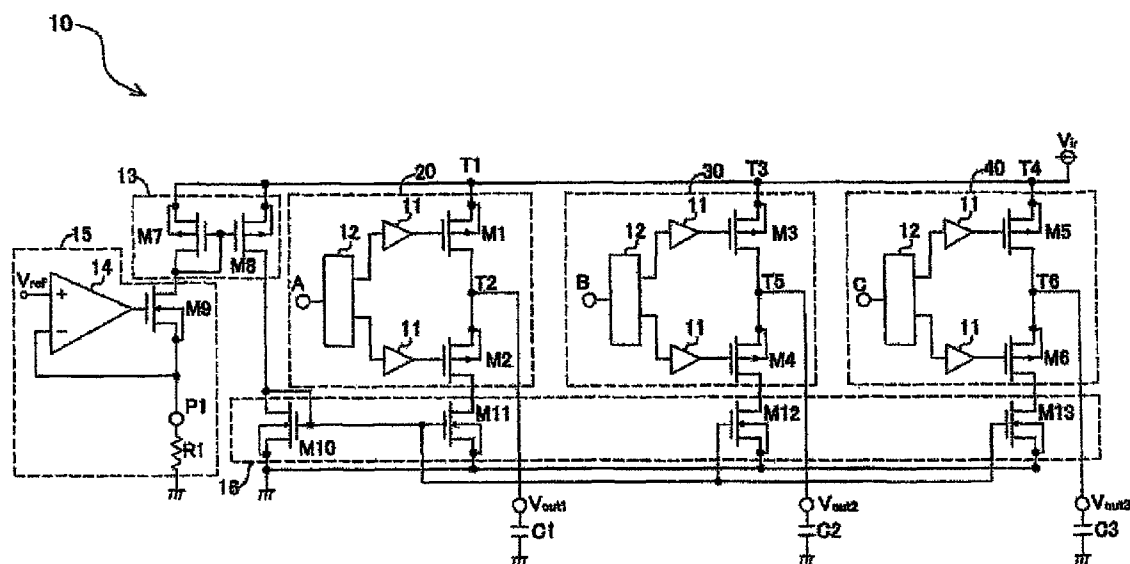 10
13
20
T1
30
T3
40
T4
Vin
15
14
Vref
+
−
M7
M8
M9
P1
R1
A
12
11
M1
T2
11
M2
B
12
11
M3
T5
11
M4
C
12
11
M5
T6
11
M6
M10
M11
M12
M13
16
Vout1
C1
Vout2
C2
Vout3
C3